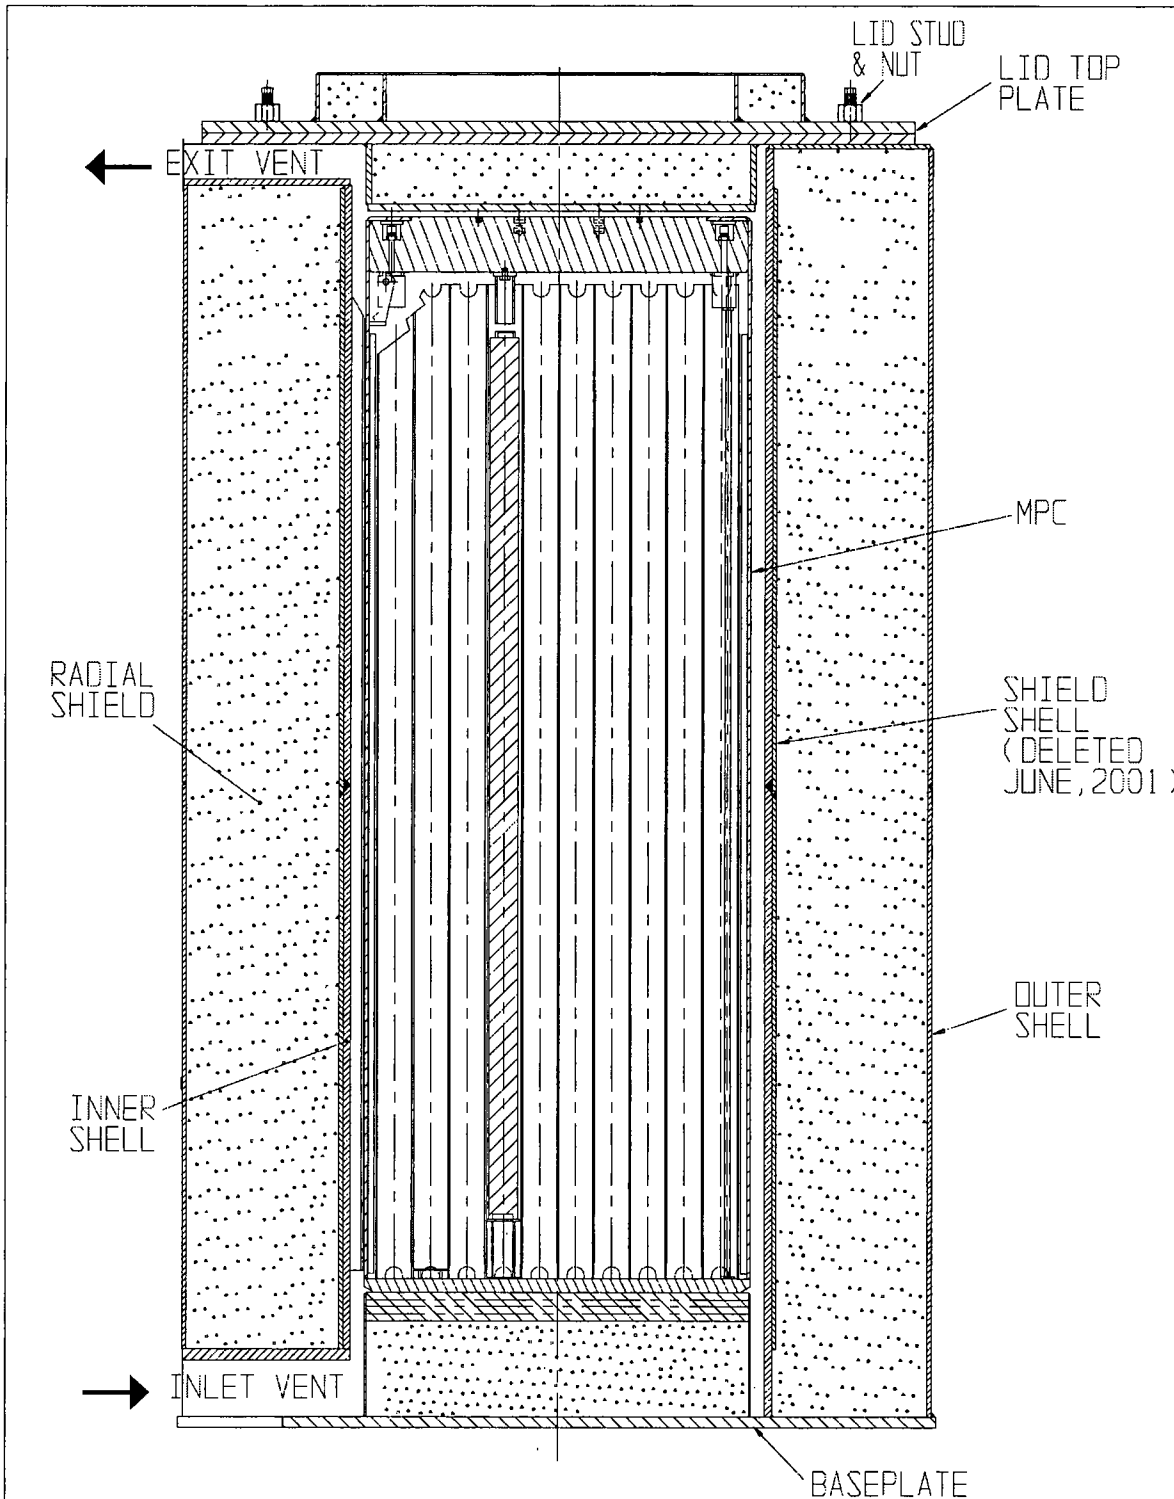 LID STUD
& NUT
LID TOP
PLATE
EXIT VENT
MPC
RADIAL
SHIELD
SHIELD
SHELL
(DELETED
JUNE,2001)
OUTER
SHELL
INNER
SHELL
INLET VENT
BASEPLATE